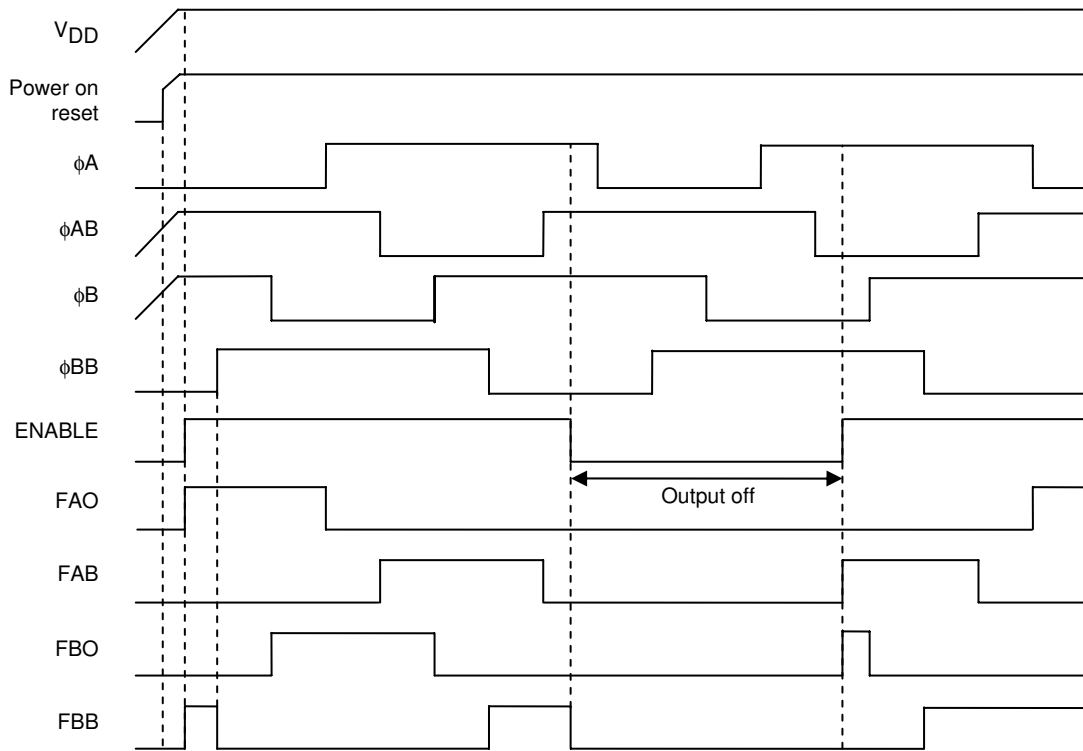 VDD
Power on
reset
ϕA
ϕAB
ϕB
ϕBB
ENABLE
Output off
FAO
FAB
FBO
FBB